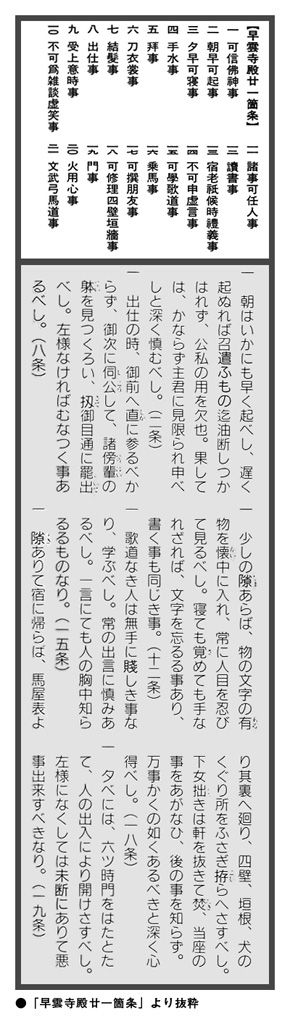 【早雲寺殿廿一箇条】
一 可信佛神事
二 朝早可起事
三 夕早可寝事
四 手水事
五 拝事
六 刀衣裳事
七 結髮事
八 出仕事
九 受上意時事
一〇 不可爲雑談虚笑事
一一 諸事可任人事
一二 讀書事
一三 宿老祇候時禮義事
一四 不可申虚言事
一五 可學歌道事
一六 乗馬事
一七 可撰朋友事
一八 可修理四壁垣牆事
一九 門事
二〇 火用心事
二一 文武弓馬道事
一 朝はいかにも早く起べし、遅く
起ぬれば召遣ふもの迄油断しつか
はれず、公私の用を欠也。果して
は、かならず主君に見限られ申べ
しと深く慎むべし。(二条)
一 出仕の時、御前へ直に参るべか
らず、御次に伺公して、諸傍輩の
躰を見つくろい、扨御目通に罷出
べし。左様なければむなつく事あ
るべし。(八条)
一 少しの隙あらば、物の文字の有
物を懐中に入れ、常に人目を忍び
て見るべし。寝ても覚めても手な
れざれば、文字を忘るる事あり、
書く事も同じき事。(十二条)
一 歌道なき人は無手に賎しき事な
り、学ぶべし。常の出言に慎みあ
るべし。一言にても人の胸中知ら
るるものなり。(一五条)
一 隙ありて宿に帰らば、馬屋表よ
り其裏へ廻り、四壁、垣根、犬の
くぐり所をふさぎ拵らへさすべし。
下女拙きは軒を抜きて焚、当座の
事をあがなひ、後の事を知らず。
万事かくの如くあるべきと深く心
得べし。(一八条)
一 夕べには、六ツ時門をはたとた
て、人の出入により開けさすべし。
左様になくしては未断にありて悪
事出来すべきなり。(一九条)
●「早雲寺殿廿一箇条」より抜粋